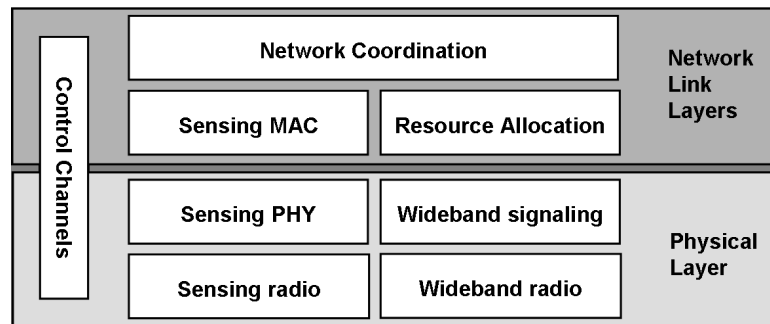 Control Channels
Network Coordination
Sensing MAC
Resource Allocation
Network
Link
Layers
Sensing PHY
Wideband signaling
Sensing radio
Wideband radio
Physical
Layer